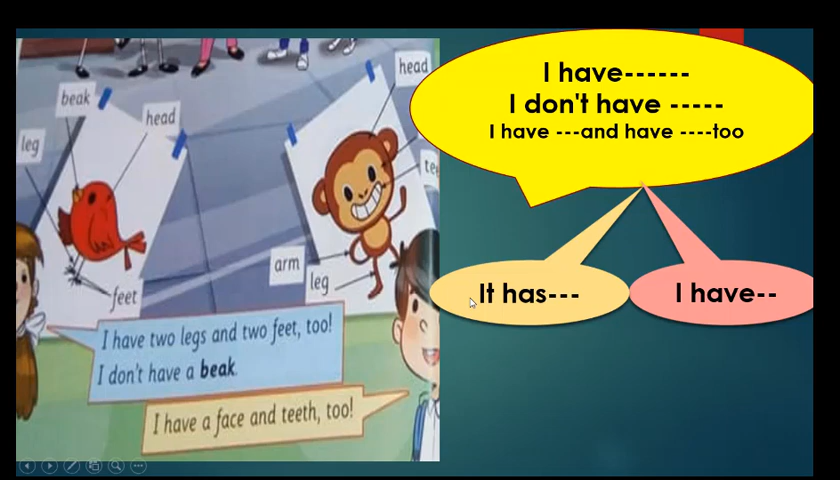 head
beak
head
leg
arm
leg
feet
I have two legs and two feet, too!
I don't have a beak.
I have a face and teeth, too!
I have------
I don't have -----
I have ---and have ----too
It has---
I have--